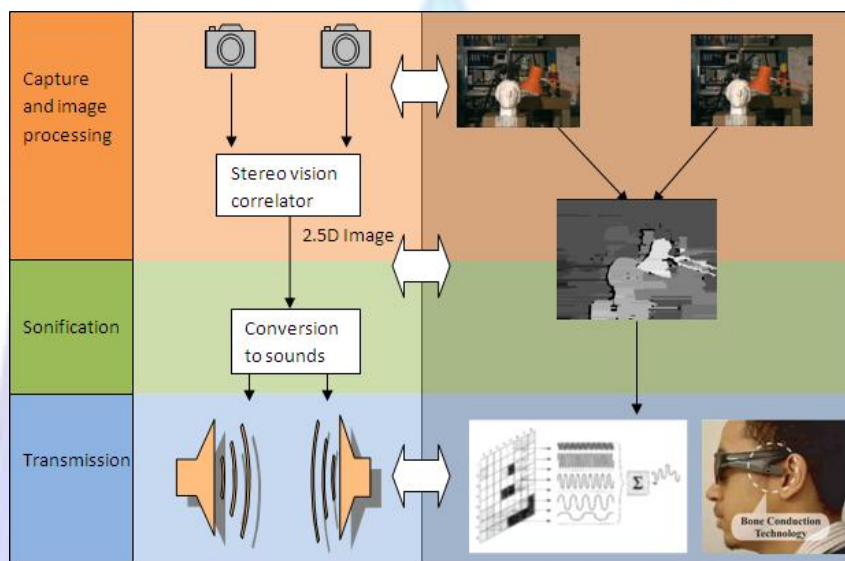 Capture
and image
processing
Stereo vision
correlator
2.5D Image
Sonification
Conversion
to sounds
Transmission
Σ
Bone Conduction
Technology